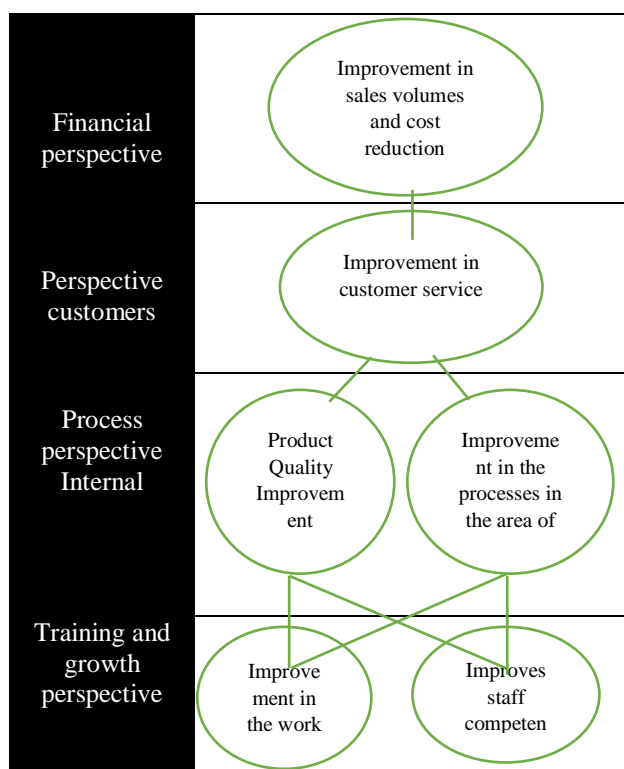 Financial
perspective
Improvement in
sales volumes
and cost
reduction
Perspective
customers
Improvement in
customer service
Process
perspective
Internal
Product
Quality
Improvem
ent
Improveme
nt in the
processes in
the area of
Training and
growth
perspective
Improve
ment in
the work
Improves
staff
competen